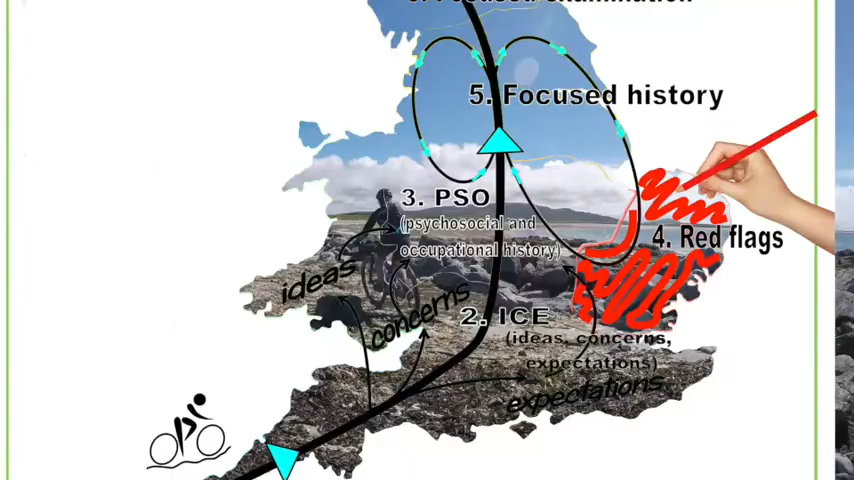 5. Focused history
3. PSO
(psychosocial and
occupational history)
4. Red flags
ideas
concerns
2. ICE
(ideas, concerns,
expectations)
expectations